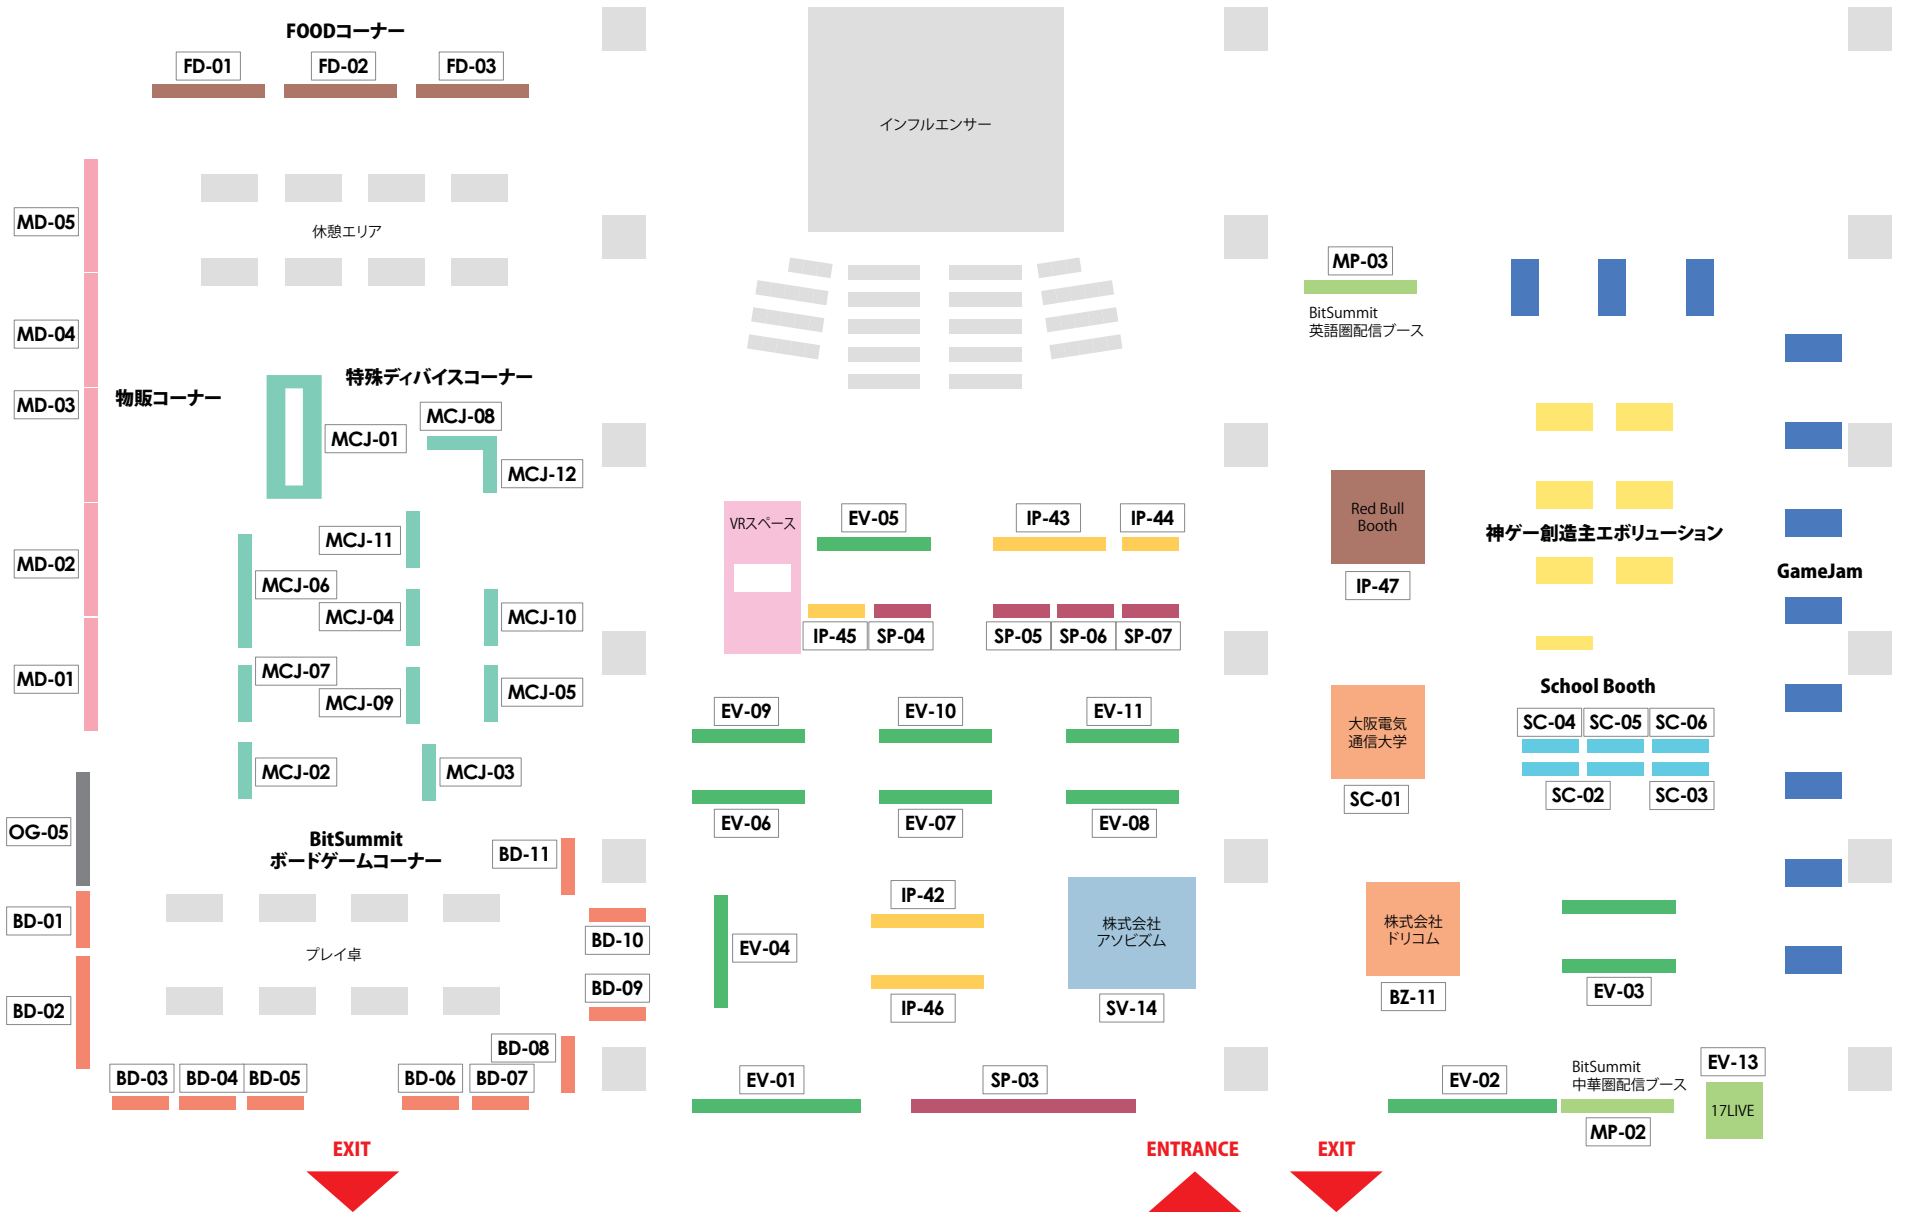 FOODコーナー
FD-01
FD-02
FD-03
インフルエンサー
MD-05
MD-04
MD-03
MD-02
MD-01
休憩エリア
物販コーナー
特殊ディバイスコーナー
MCJ-08
MCJ-01
MCJ-12
MCJ-11
MCJ-06
MCJ-04
MCJ-10
MCJ-07
MCJ-09
MCJ-05
MCJ-02
MCJ-03
OG-05
BitSummit
ボードゲームコーナー
BD-11
BD-01
BD-10
プレイ卓
BD-09
BD-02
BD-08
BD-03
BD-04
BD-05
BD-06
BD-07
EXIT
VRスペース
EV-05
IP-43
IP-44
IP-45
SP-04
SP-05
SP-06
SP-07
EV-09
EV-10
EV-11
EV-06
EV-07
EV-08
IP-42
EV-04
株式会社
アソビズム
IP-46
SV-14
EV-01
SP-03
ENTRANCE
MP-03
BitSummit
英語圏配信ブース
Red Bull
Booth
IP-47
神ゲー創造主エボリューション
GameJam
School Booth
大阪電気
通信大学
SC-01
SC-04
SC-05
SC-06
SC-02
SC-03
株式会社
ドリコム
BZ-11
EV-03
EV-02
BitSummit
中華圏配信ブース
MP-02
EV-13
17LIVE
EXIT